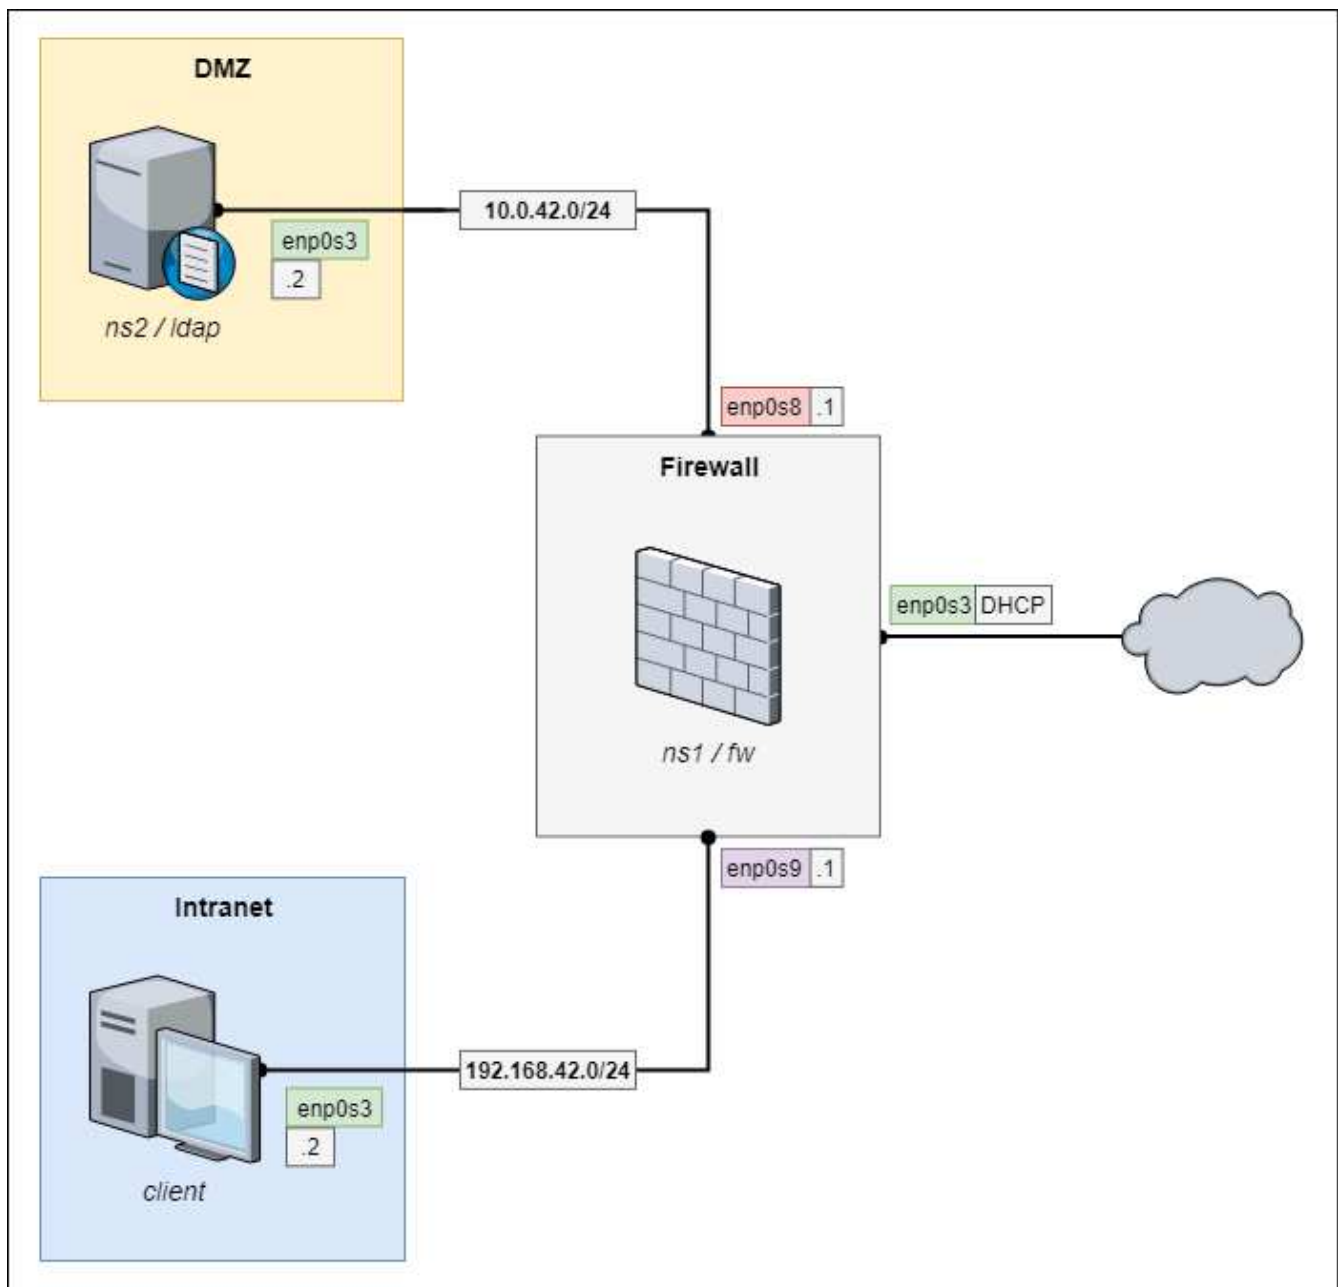 DMZ
10.0.42.0/24
enp0s3
.2
ns2 / ldap
enp0s8 .1
Firewall
enp0s3 DHCP
ns1 / fw
enp0s9 .1
Intranet
192.168.42.0/24
enp0s3
.2
client